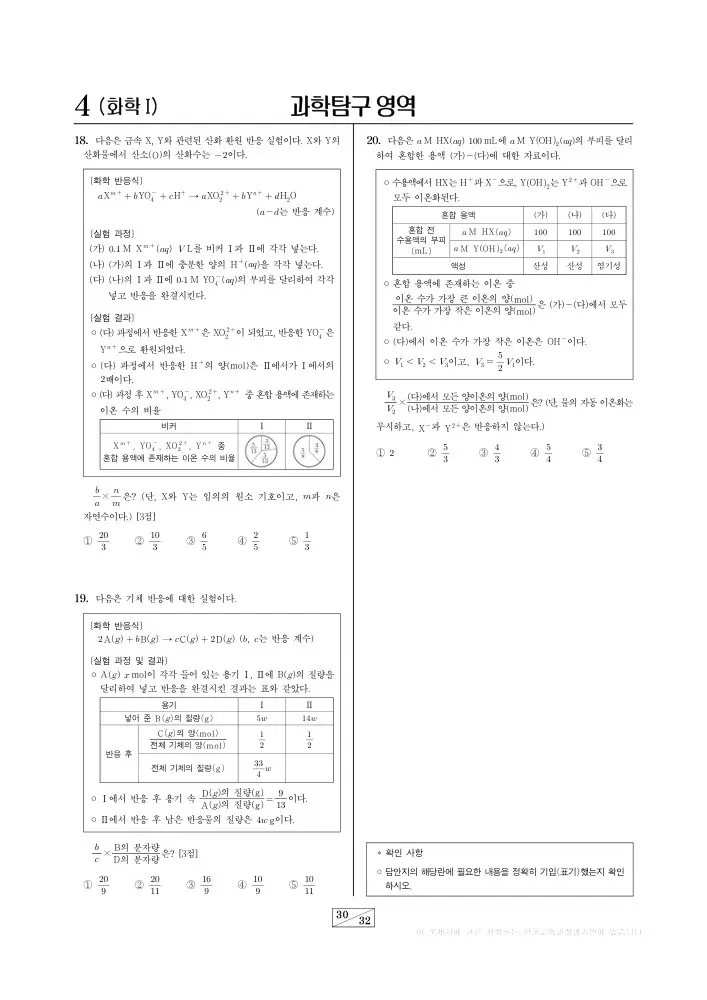 4 (화학Ⅰ)
과학탐구 영역
18. 다음은 금속 X, Y와 관련된 산화 환원 반응 실험이다. X와 Y의
산화물에서 산소(O)의 산화수는 −2이다.
[화학 반응식]
aX^{m+} + bYO₄⁻ + cH⁺ → aXO₂²⁺ + bY^{n+} + dH₂O
(a~d는 반응 계수)
[실험 과정]
(가) 0.1 M X^{m+}(aq) V L를 비커 Ⅰ과 Ⅱ에 각각 넣는다.
(나) (가)의 Ⅰ과 Ⅱ에 충분한 양의 H⁺(aq)을 각각 넣는다.
(다) (나)의 Ⅰ과 Ⅱ에 0.1 M YO₄⁻(aq)의 부피를 달리하여 각각
넣고 반응을 완결시킨다.
[실험 결과]
○ (다) 과정에서 반응한 X^{m+}은 XO₂²⁺이 되었고, 반응한 YO₄⁻은
Y^{n+}으로 환원되었다.
○ (다) 과정에서 반응한 H⁺의 양(mol)은 Ⅱ에서가 Ⅰ에서의
2배이다.
○ (다) 과정 후 X^{m+}, YO₄⁻, XO₂²⁺, Y^{n+} 중 혼합 용액에 존재하는
이온 수의 비율
비커 Ⅰ Ⅱ
X^{m+}, YO₄⁻, XO₂²⁺, Y^{n+} 중
혼합 용액에 존재하는 이온 수의 비율
b/a × n/m 은? (단, X와 Y는 임의의 원소 기호이고, m과 n은
자연수이다.) [3점]
① 20/3 ② 10/3 ③ 6/5 ④ 2/5 ⑤ 1/3
19. 다음은 기체 반응에 대한 실험이다.
[화학 반응식]
2A(g) + bB(g) → cC(g) + 2D(g) (b, c는 반응 계수)
[실험 과정 및 결과]
○ A(g) x mol이 각각 들어 있는 용기 Ⅰ, Ⅱ에 B(g)의 질량을
달리하여 넣고 반응을 완결시킨 결과는 표와 같았다.
용기 Ⅰ Ⅱ
넣어 준 B(g)의 질량(g) 5w 14w
반응 후 C(g)의 양(mol)/전체 기체의 양(mol) 1/2 1/2
전체 기체의 질량(g) 33/4 w
○ Ⅰ에서 반응 후 용기 속 D(g)의 질량(g)/A(g)의 질량(g) = 9/13 이다.
○ Ⅱ에서 반응 후 남은 반응물의 질량은 4w g이다.
b/c × B의 분자량/D의 분자량 은? [3점]
① 20/9 ② 20/11 ③ 16/9 ④ 10/9 ⑤ 10/11
20. 다음은 a M HX(aq) 100 mL에 a M Y(OH)₂(aq)의 부피를 달리
하여 혼합한 용액 (가)~(다)에 대한 자료이다.
○ 수용액에서 HX는 H⁺과 X⁻으로, Y(OH)₂는 Y²⁺과 OH⁻으로
모두 이온화된다.
혼합 용액 (가) (나) (다)
혼합 전 수용액의 부피 (mL) a M HX(aq) 100 100 100
a M Y(OH)₂(aq) V₁ V₂ V₃
액성 산성 산성 염기성
○ 혼합 용액에 존재하는 이온 중
이온 수가 가장 큰 이온의 양(mol)/이온 수가 가장 작은 이온의 양(mol) 은 (가)~(다)에서 모두
같다.
○ (다)에서 이온 수가 가장 작은 이온은 OH⁻이다.
○ V₁ < V₂ < V₃이고, V₃ = 5/2 V₁이다.
V₃/V₂ × (다)에서 모든 양이온의 양(mol)/(나)에서 모든 양이온의 양(mol) 은? (단, 물의 자동 이온화는
무시하고, X⁻과 Y²⁺은 반응하지 않는다.)
① 2 ② 5/3 ③ 4/3 ④ 5/4 ⑤ 3/4
* 확인 사항
○ 답안지의 해당란에 필요한 내용을 정확히 기입(표기)했는지 확인
하시오.
30
32